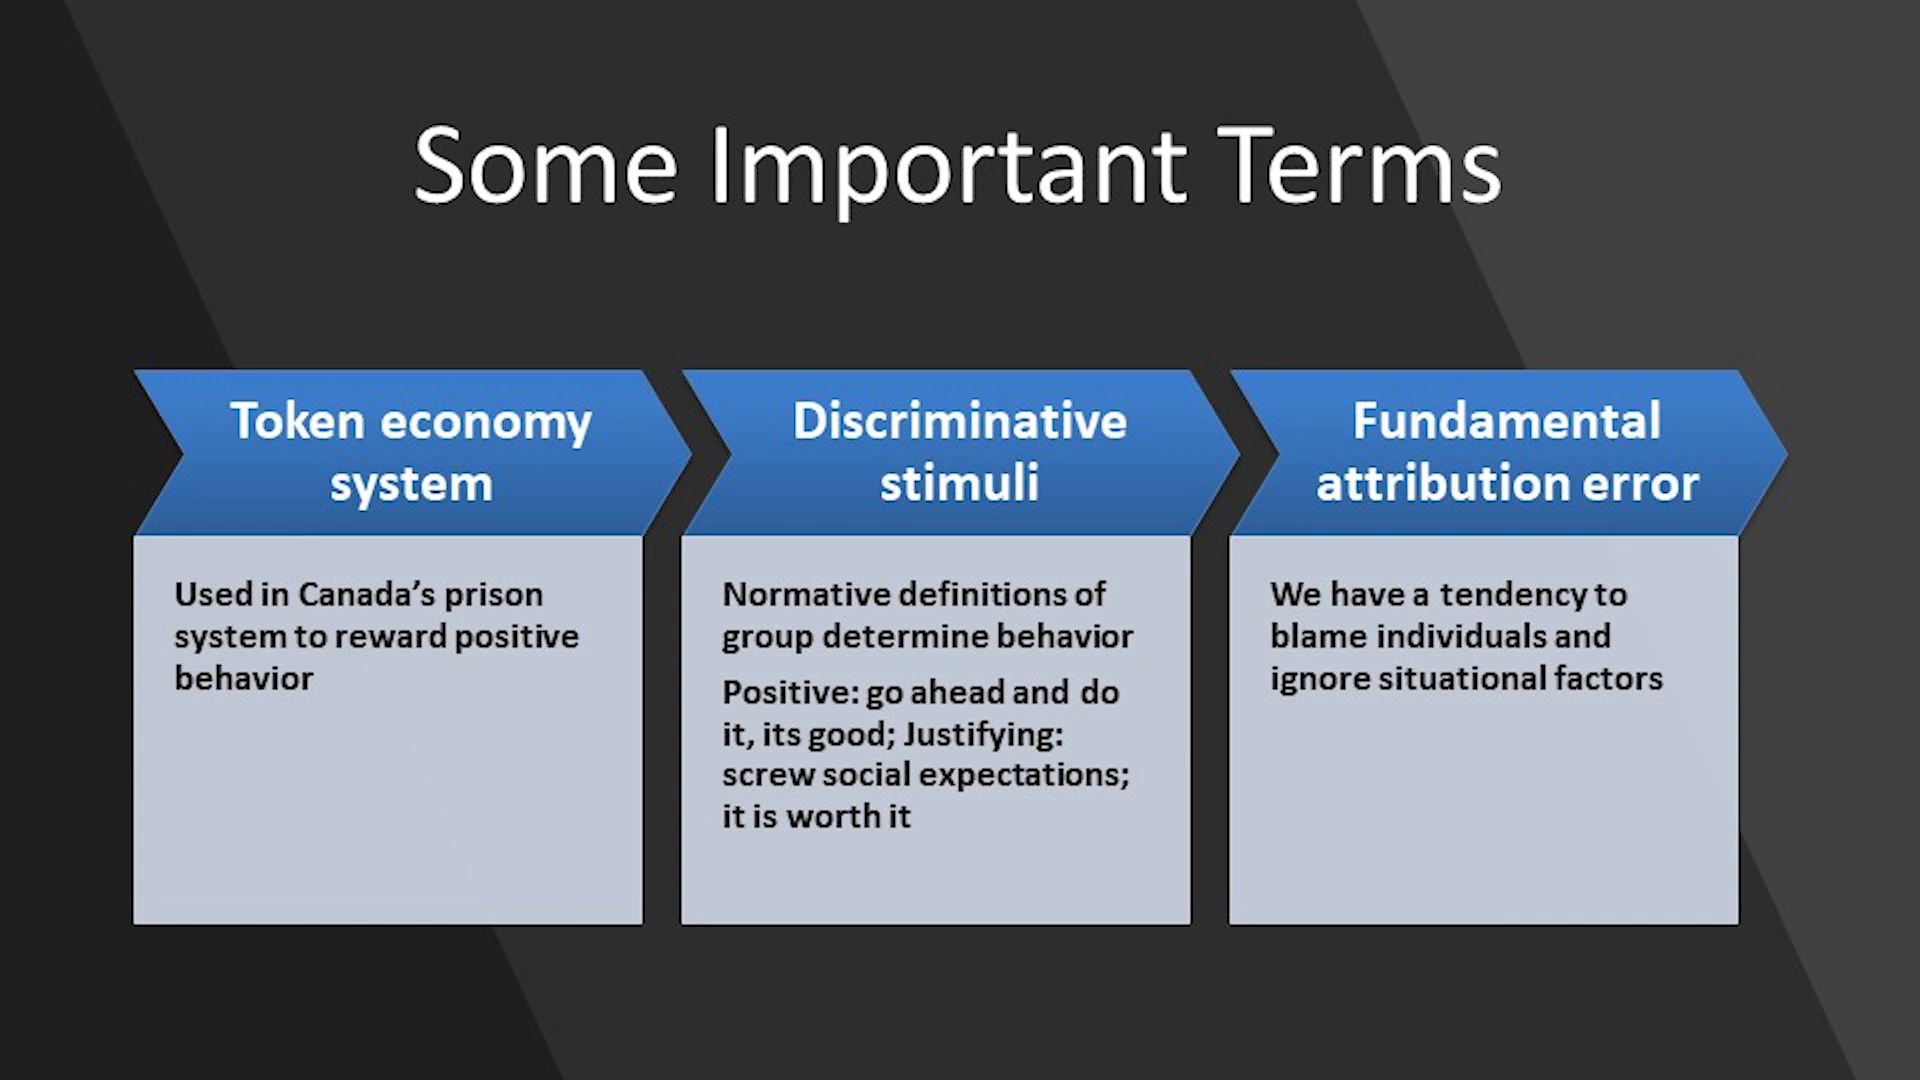 Some Important Terms
Token economy
system
Used in Canada’s prison
system to reward positive
behavior
Discriminative
stimuli
Normative definitions of
group determine behavior
Positive: go ahead and do
it, its good; Justifying:
screw social expectations;
it is worth it
Fundamental
attribution error
We have a tendency to
blame individuals and
ignore situational factors